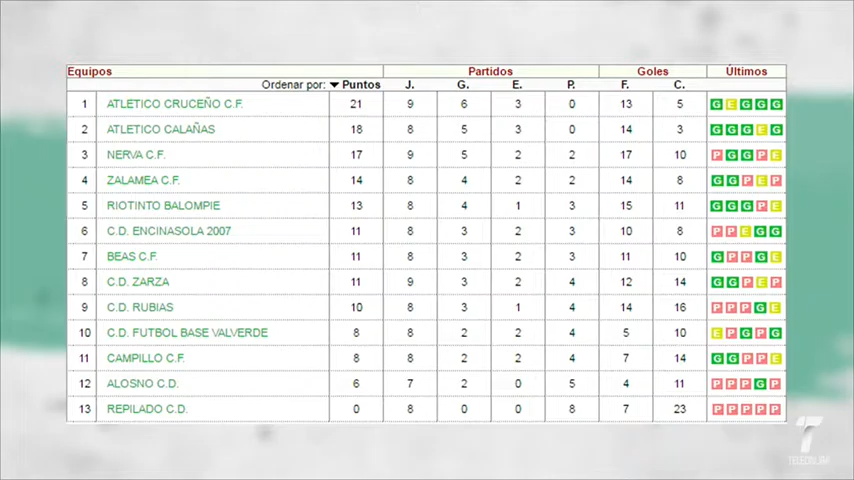 Equipos Partidos Goles Últimos
Ordenar por: Puntos J. G. E. P. F. C.
1 ATLETICO CRUCEÑO C.F. 21 9 6 3 0 13 5 G E G G G
2 ATLETICO CALAÑAS 18 8 5 3 0 14 3 G G G E G
3 NERVA C.F. 17 9 5 2 2 17 10 P G G P E
4 ZALAMEA C.F. 14 8 4 2 2 14 8 G G P E P
5 RIOTINTO BALOMPIE 13 8 4 1 3 15 11 G G G P E
6 C.D. ENCINASOLA 2007 11 8 3 2 3 10 8 P P E G G
7 BEAS C.F. 11 8 3 2 3 11 10 G P P G E
8 C.D. ZARZA 11 9 3 2 4 12 14 G G P E P
9 C.D. RUBIAS 10 8 3 1 4 14 16 P P P G E
10 C.D. FUTBOL BASE VALVERDE 8 8 2 2 4 5 10 E P G P G
11 CAMPILLO C.F. 8 8 2 2 4 7 14 G G P P E
12 ALOSNO C.D. 6 7 2 0 5 4 11 P P P G P
13 REPILADO C.D. 0 8 0 0 8 7 23 P P P P P